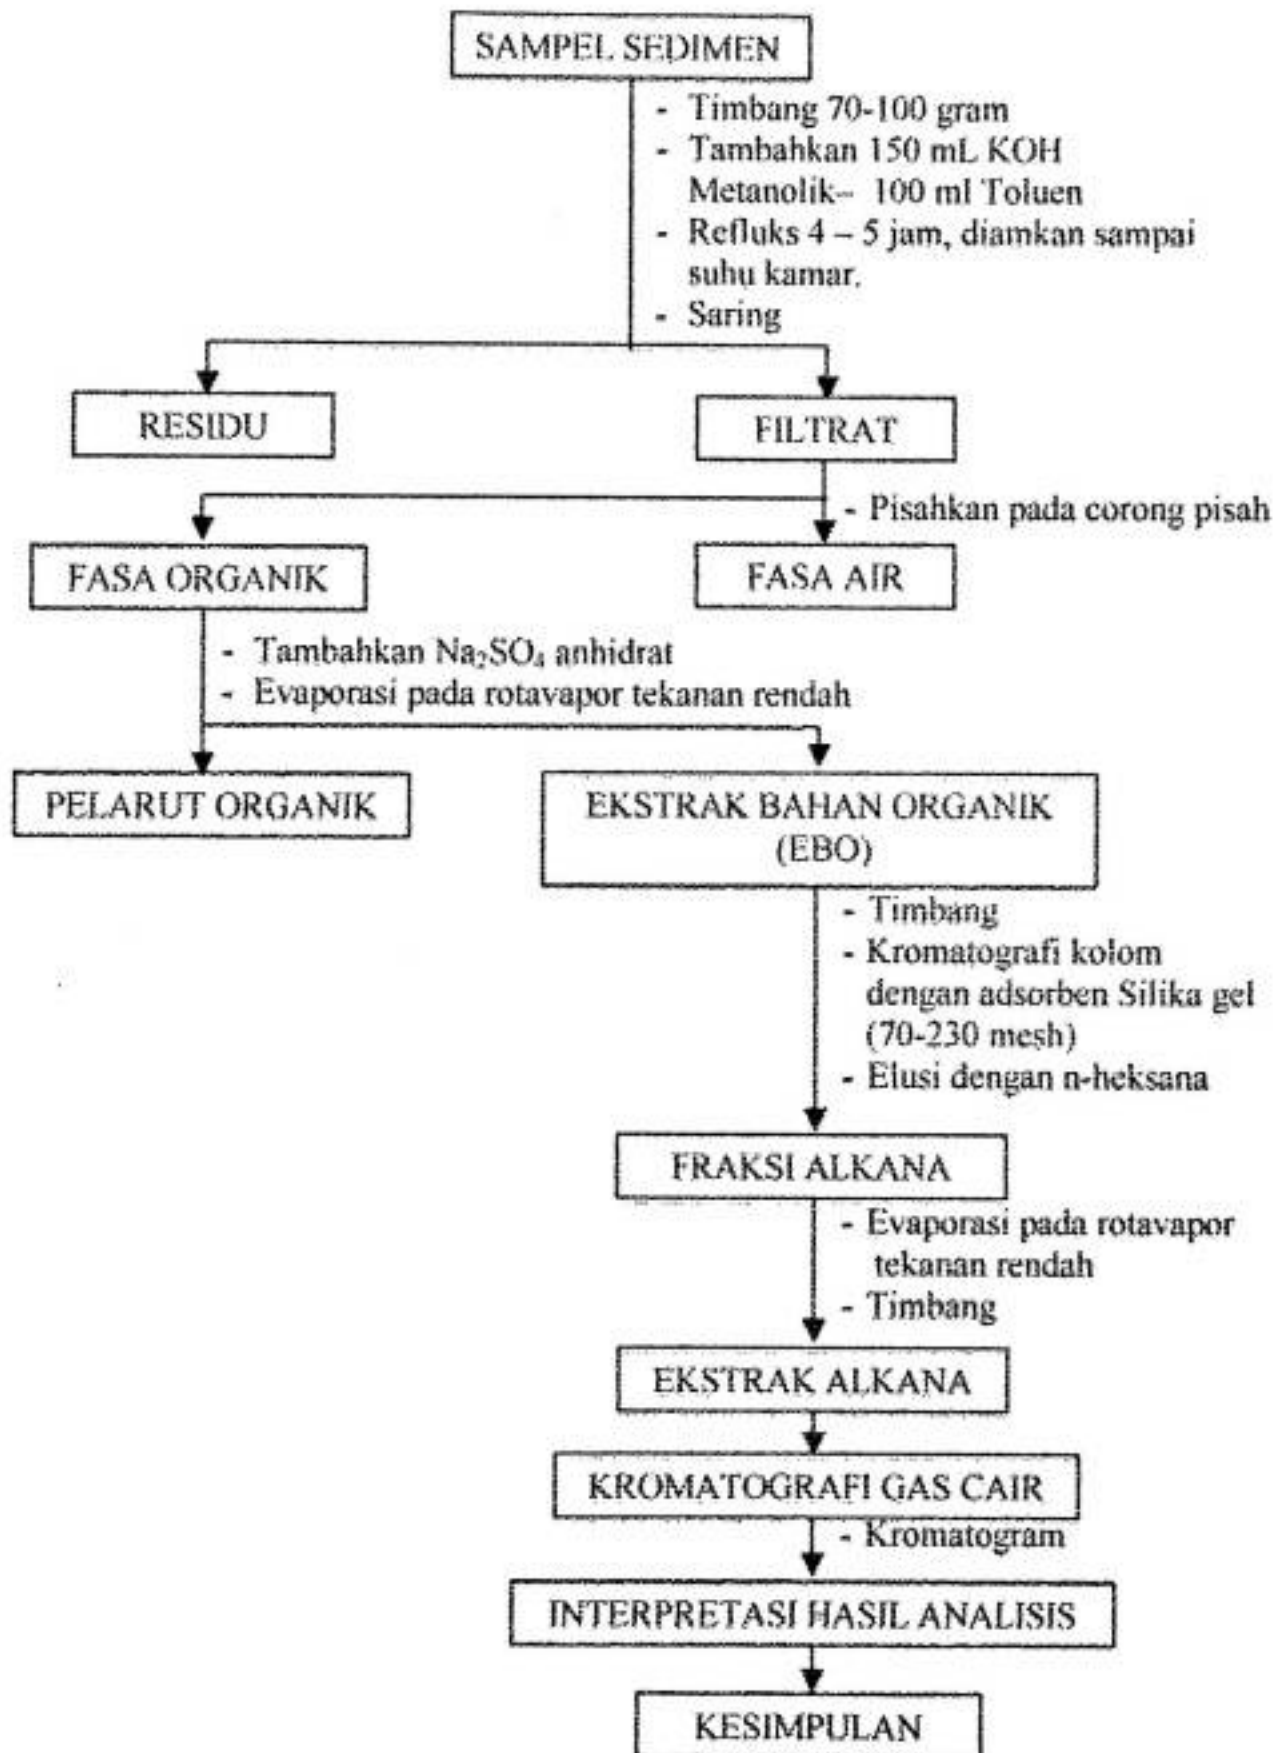 SAMPEL SEDIMEN
- Timbang 70-100 gram
- Tambahkan 150 mL KOH
Metanolik– 100 ml Toluen
- Refluks 4 – 5 jam, diamkan sampai
suhu kamar.
- Saring
RESIDU
FILTRAT
- Pisahkan pada corong pisah
FASA ORGANIK
FASA AIR
- Tambahkan Na₂SO₄ anhidrat
- Evaporasi pada rotavapor tekanan rendah
PELARUT ORGANIK
EKSTRAK BAHAN ORGANIK
(EBO)
- Timbang
- Kromatografi kolom
dengan adsorben Silika gel
(70-230 mesh)
- Elusi dengan n-heksana
FRAKSI ALKANA
- Evaporasi pada rotavapor
tekanan rendah
- Timbang
EKSTRAK ALKANA
KROMATOGRAFI GAS CAIR
- Kromatogram
INTERPRETASI HASIL ANALISIS
KESIMPULAN